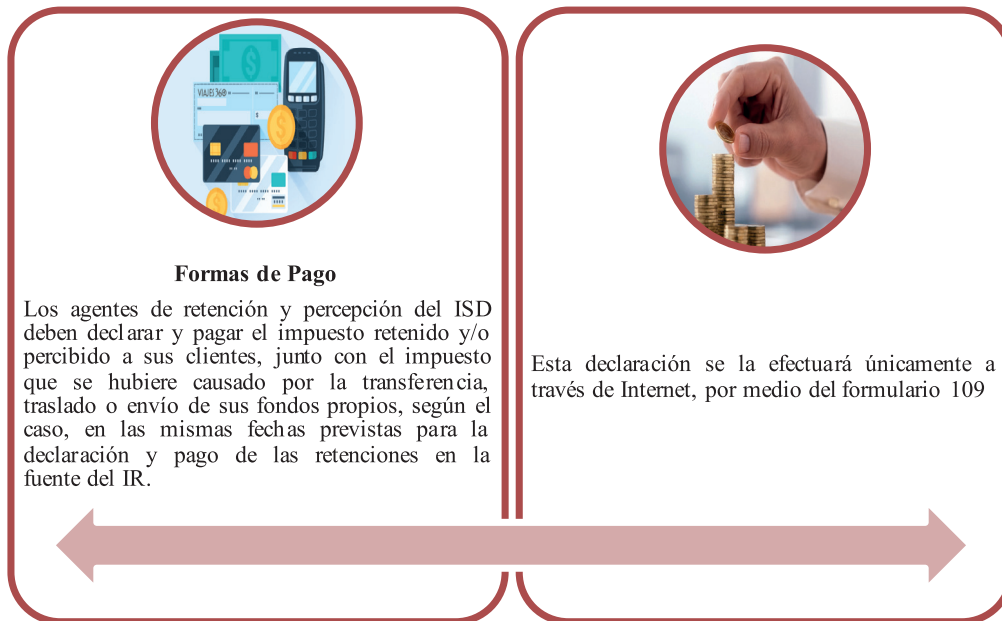 VIAJES 360
Formas de Pago
Los agentes de retención y percepción del ISD
deben declarar y pagar el impuesto retenido y/o
percibido a sus clientes, junto con el impuesto
que se hubiere causado por la transferencia,
traslado o envío de sus fondos propios, según el
caso, en las mismas fechas previstas para la
declaración y pago de las retenciones en la
fuente del IR.
Esta declaración se la efectuará únicamente a
través de Internet, por medio del formulario 109